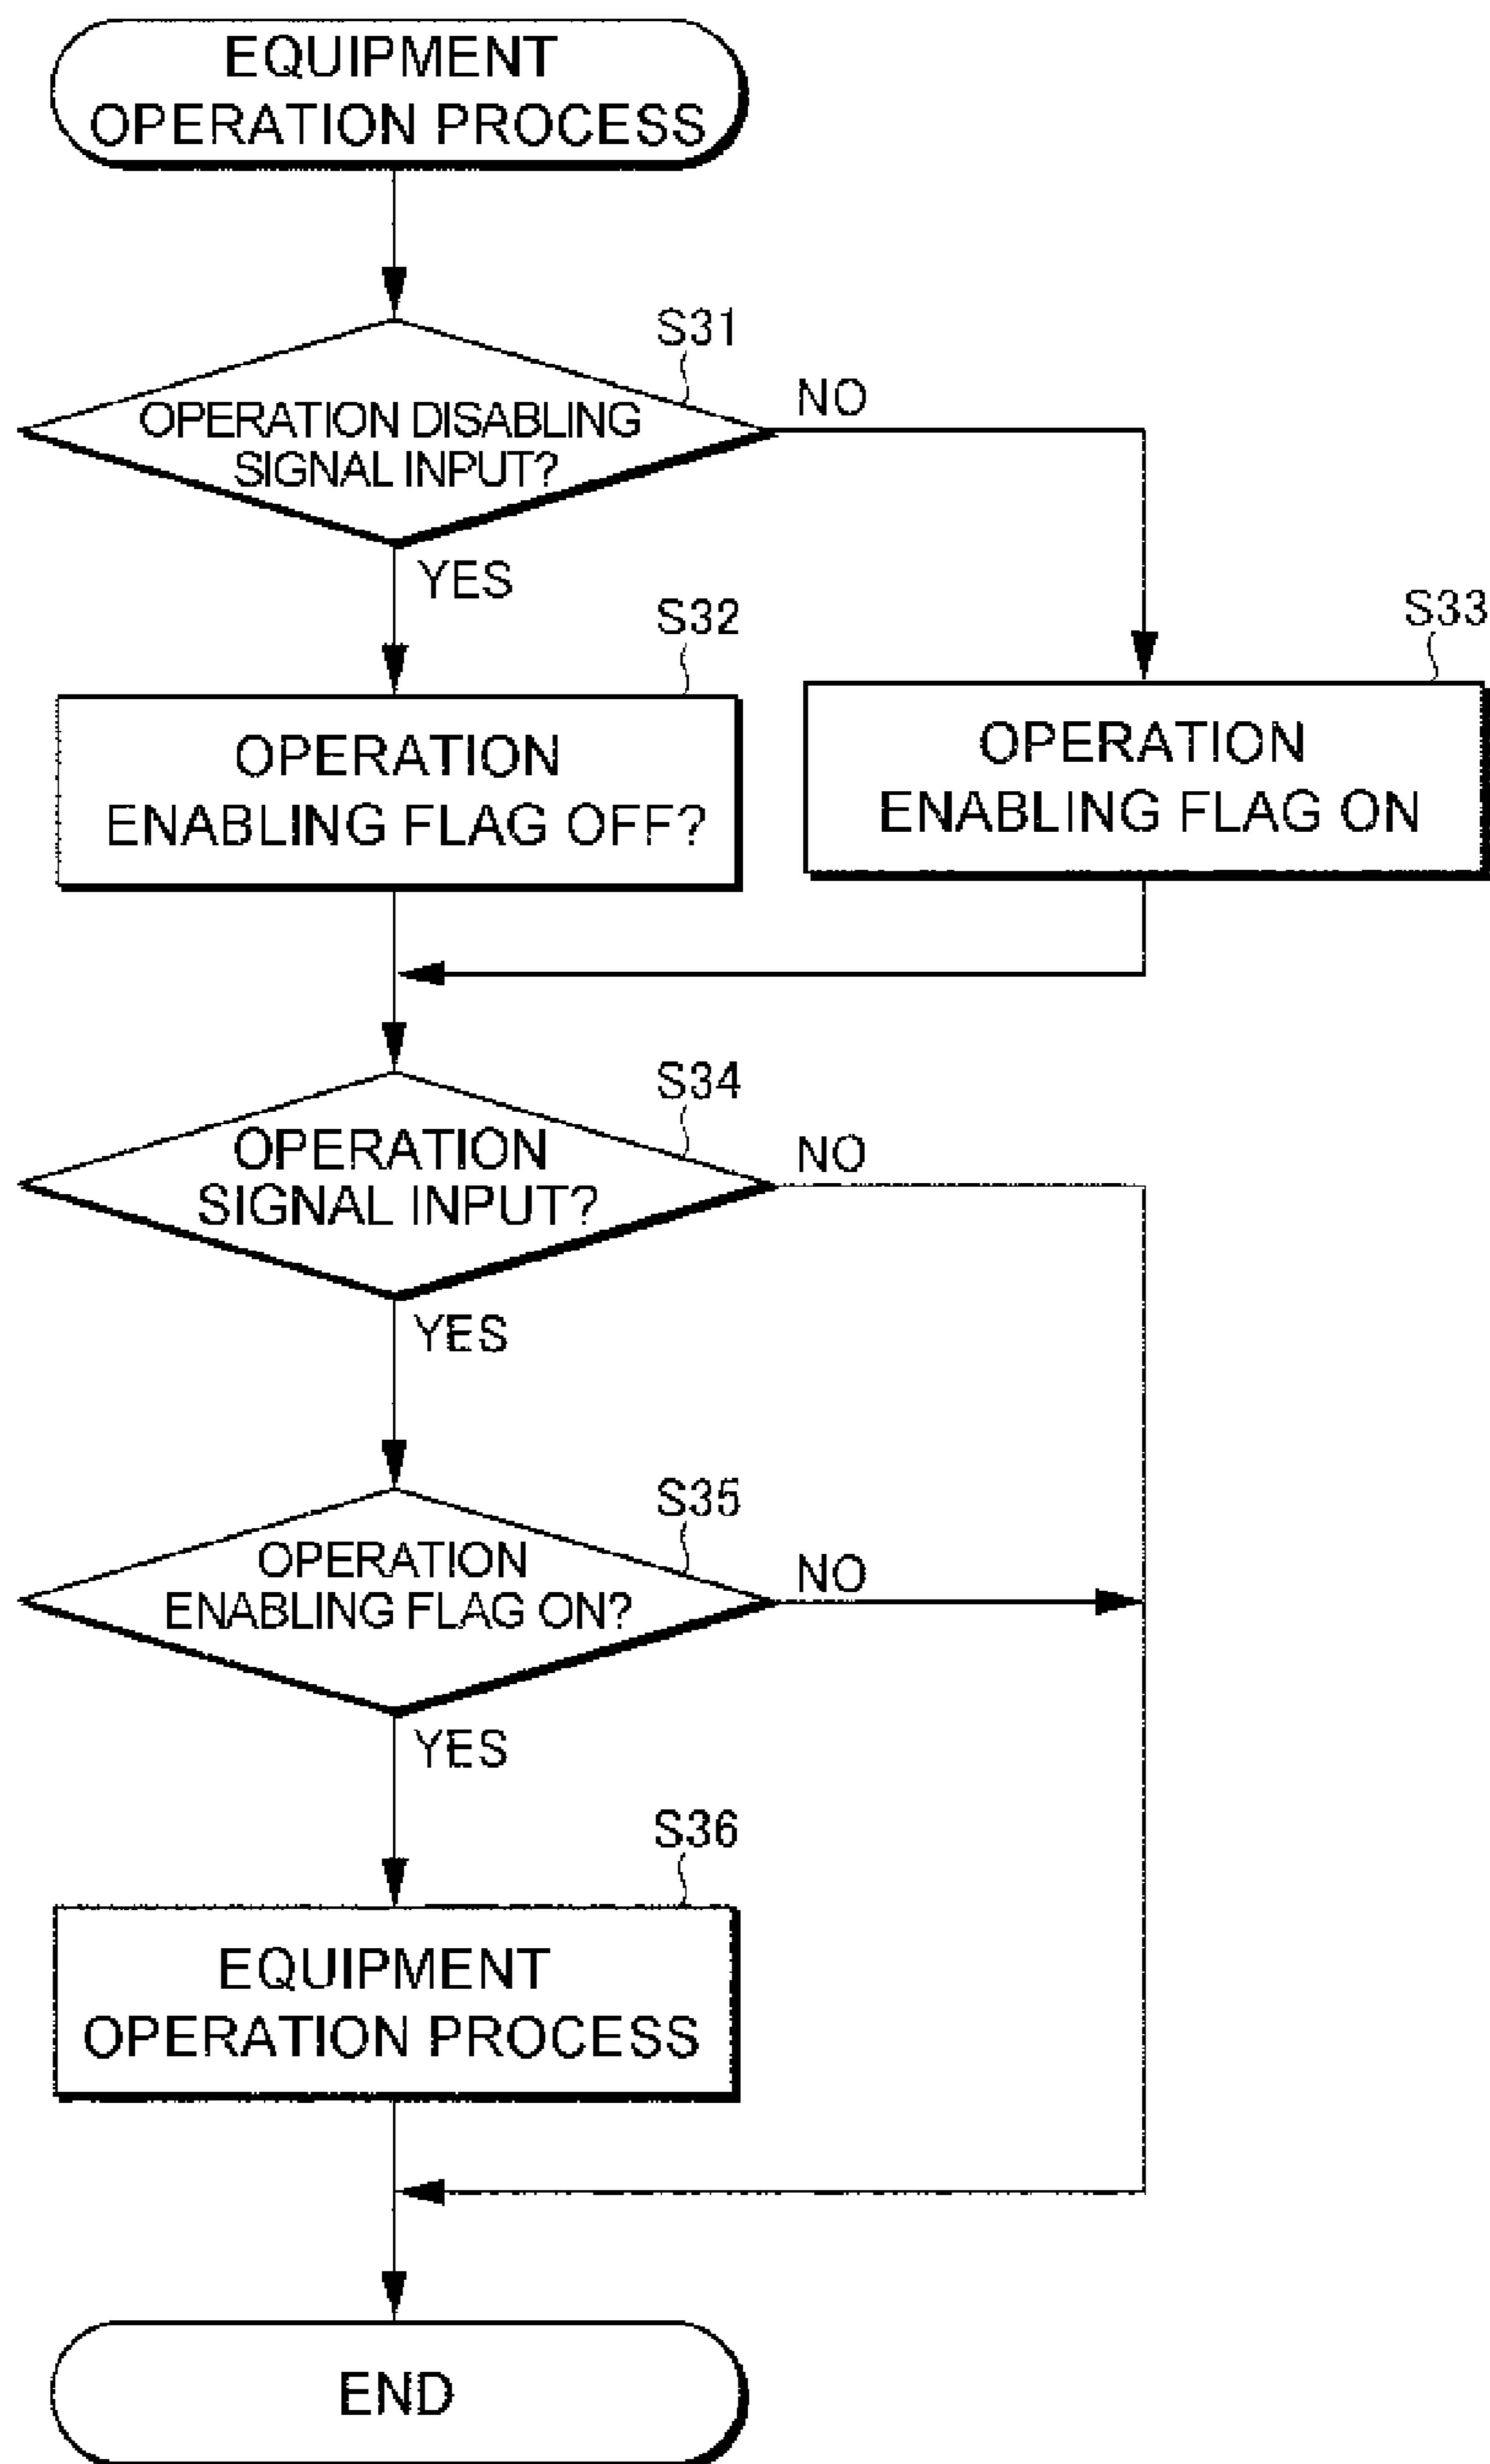 EQUIPMENT
OPERATION PROCESS
S31
OPERATION DISABLING
SIGNAL INPUT?
NO
YES
S32
OPERATION
ENABLING FLAG OFF?
S33
OPERATION
ENABLING FLAG ON
S34
OPERATION
SIGNAL INPUT?
NO
YES
S35
OPERATION
ENABLING FLAG ON?
NO
YES
S36
EQUIPMENT
OPERATION PROCESS
END